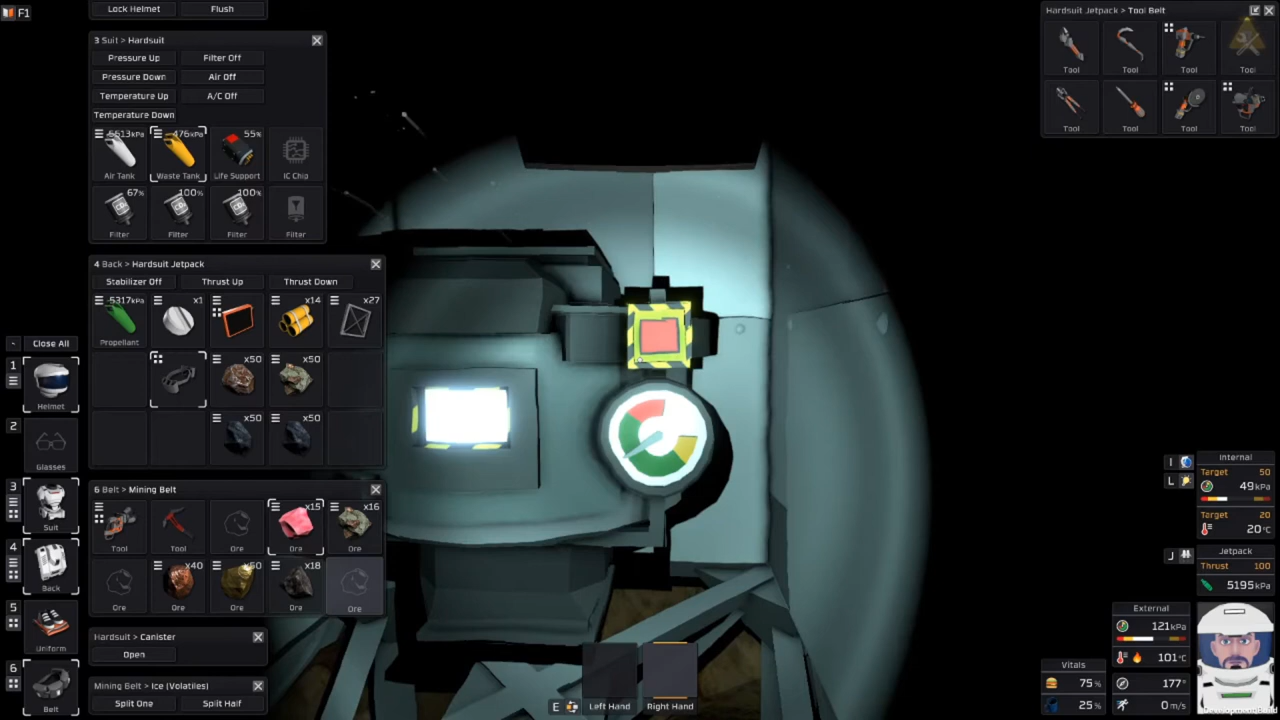 F1
Lock Helmet Flush
3 Suit > Hardsuit
Pressure Up Filter Off
Pressure Down Air Off
Temperature Up A/C Off
Temperature Down
5513kPa 476kPa 55%
Air Tank Waste Tank Life Support IC Chip
67% 100% 100%
Filter Filter Filter Filter
4 Back > Hardsuit Jetpack
Stabilizer Off Thrust Up Thrust Down
5317kPa x1 x14 x27
Propellant
x50 x50
x50 x50
6 Belt > Mining Belt
x15 x16
Tool Tool Ore Ore Ore
x40 x50 x18
Ore Ore Ore Ore Ore
Hardsuit > Canister
Open
Mining Belt > Ice (Volatiles)
Split One Split Half
Close All
1
Helmet
2
Glasses
3
Suit
4
Back
5
Uniform
6
Belt
E Left Hand Right Hand
Hardsuit Jetpack > Tool Belt
Tool Tool Tool Tool
Tool Tool Tool Tool
Internal
Target 50
I 49kPa
L
Target 20
20°C
Jetpack
J Thrust 100
5195kPa
External
121kPa
101°C
Vitals
75% 177°
25% 0m/s
Development Build